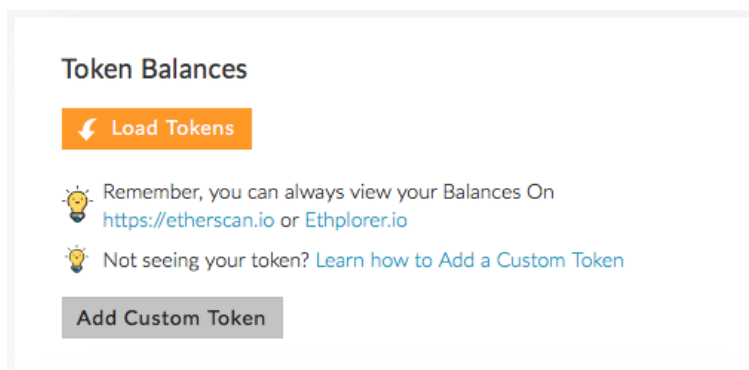 Token Balances
Load Tokens
Remember, you can always view your Balances On
https://etherscan.io or Ethplorer.io
Not seeing your token? Learn how to Add a Custom Token
Add Custom Token